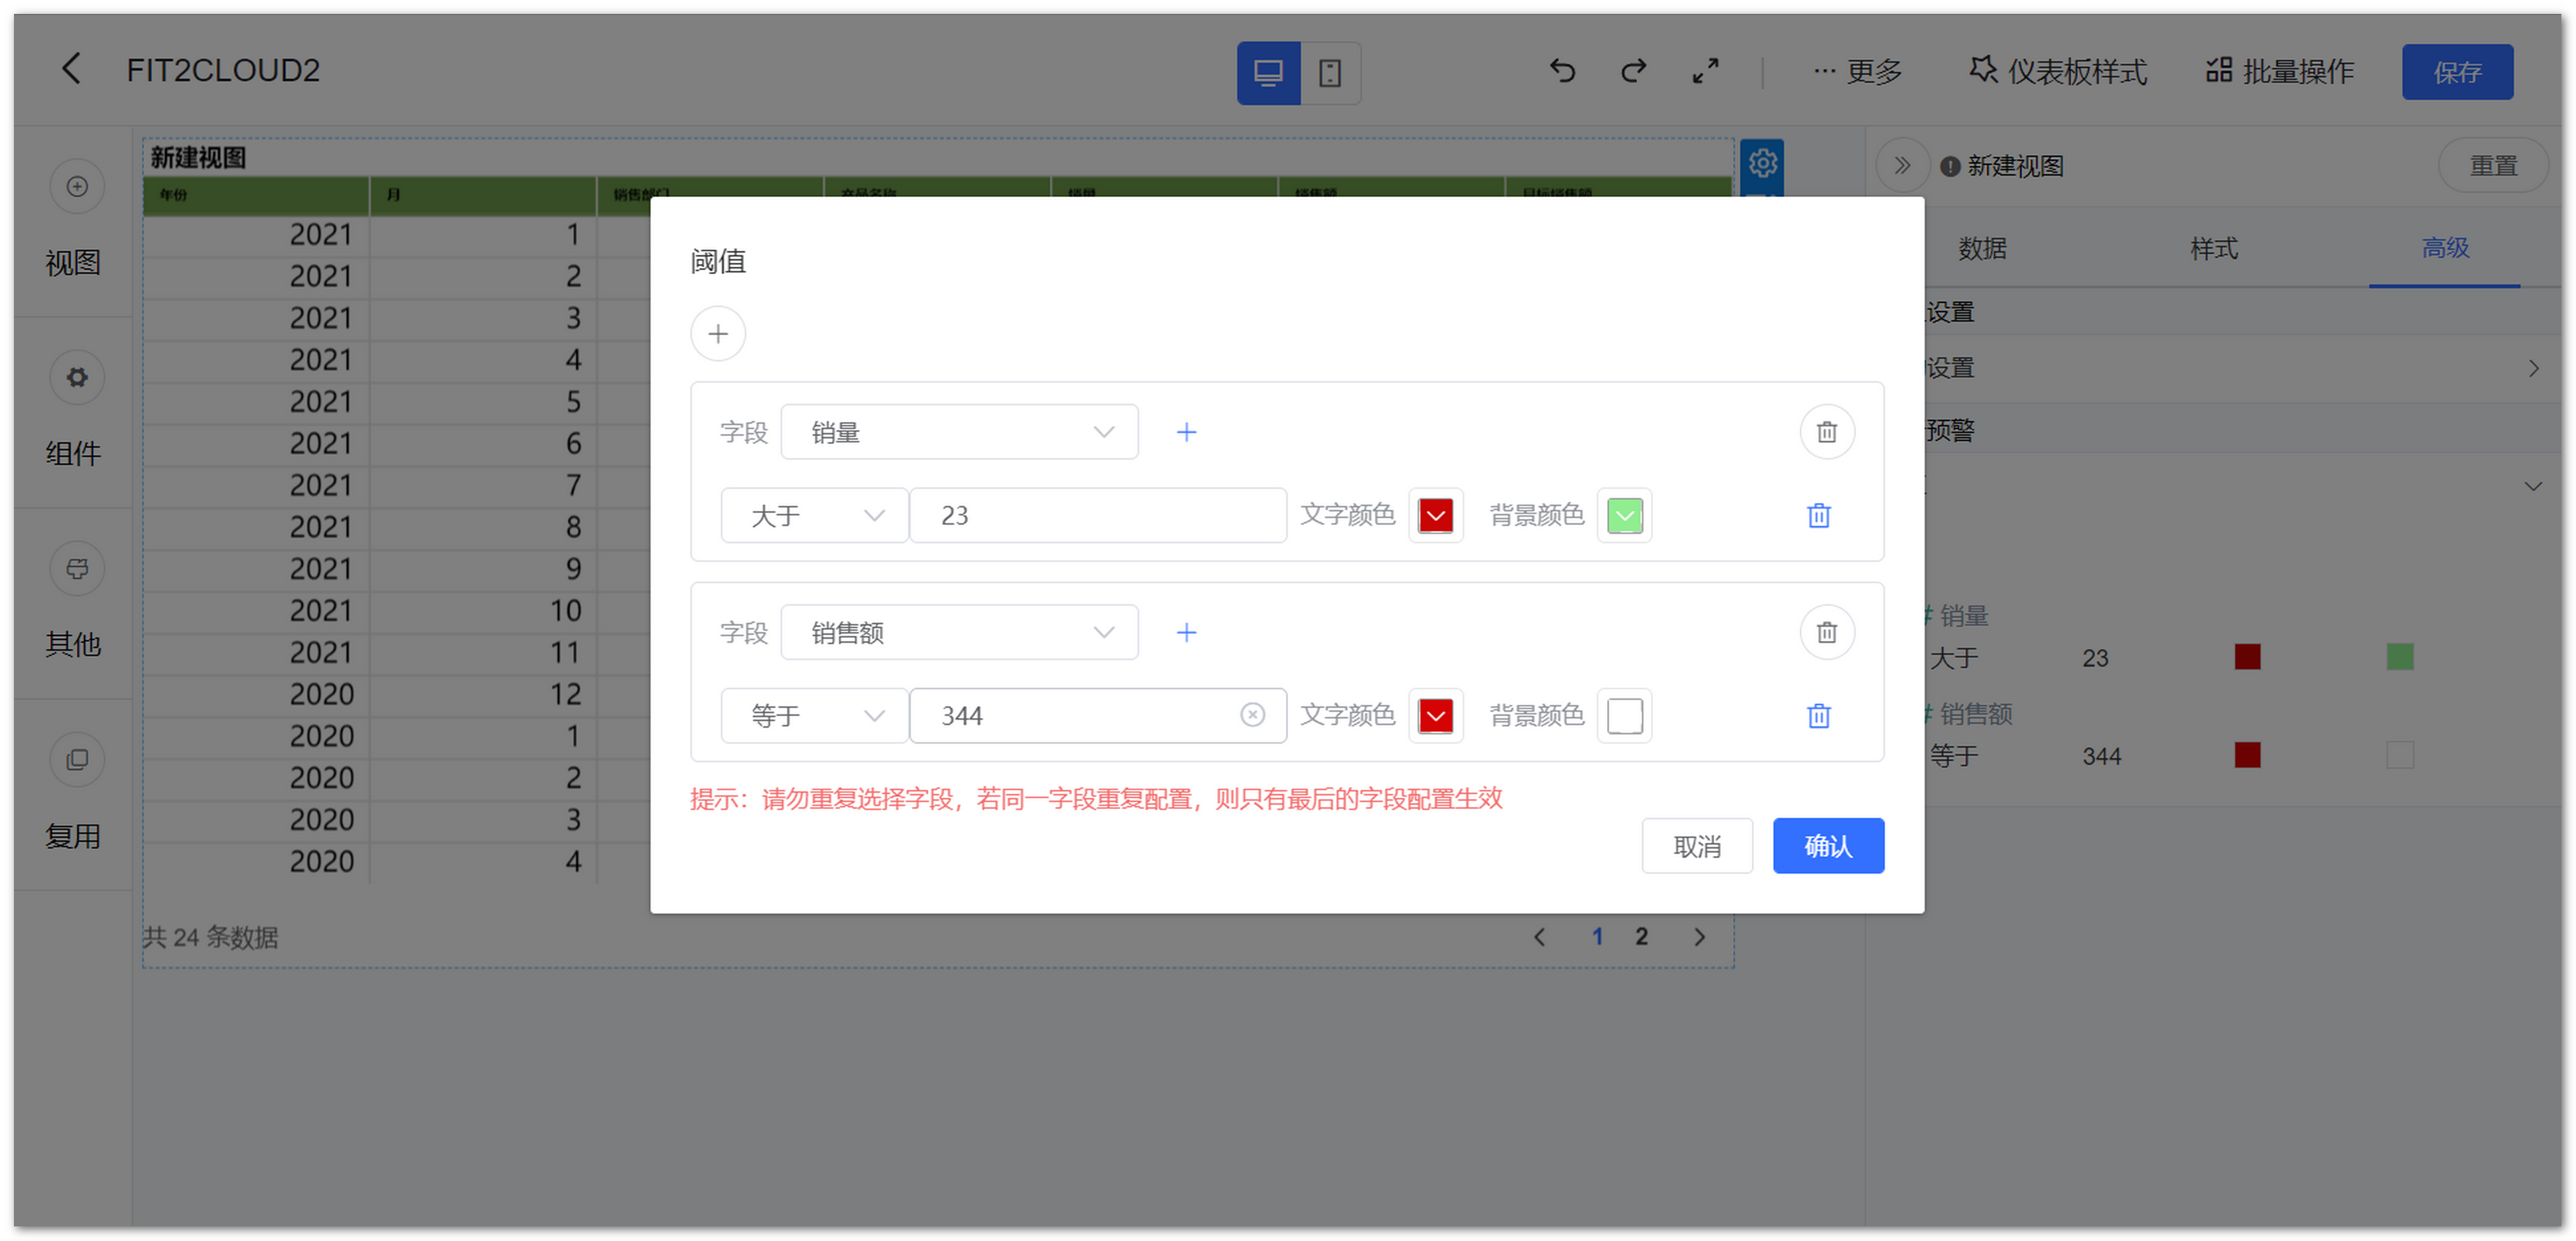 FIT2CLOUD2
更多
仪表板样式
批量操作
保存
视图
组件
其他
复用
新建视图
年份 月 销售部门 产品名称 销量 销售额 目标销售额
2021 1
2021 2
2021 3
2021 4
2021 5
2021 6
2021 7
2021 8
2021 9
2021 10
2021 11
2020 12
2020 1
2020 2
2020 3
2020 4
共 24 条数据
1 2
阈值
字段 销量
大于 23 文字颜色 背景颜色
字段 销售额
等于 344 文字颜色 背景颜色
提示：请勿重复选择字段，若同一字段重复配置，则只有最后的字段配置生效
取消 确认
新建视图
重置
数据 样式 高级
设置
设置
预警
# 销量
大于 23
# 销售额
等于 344